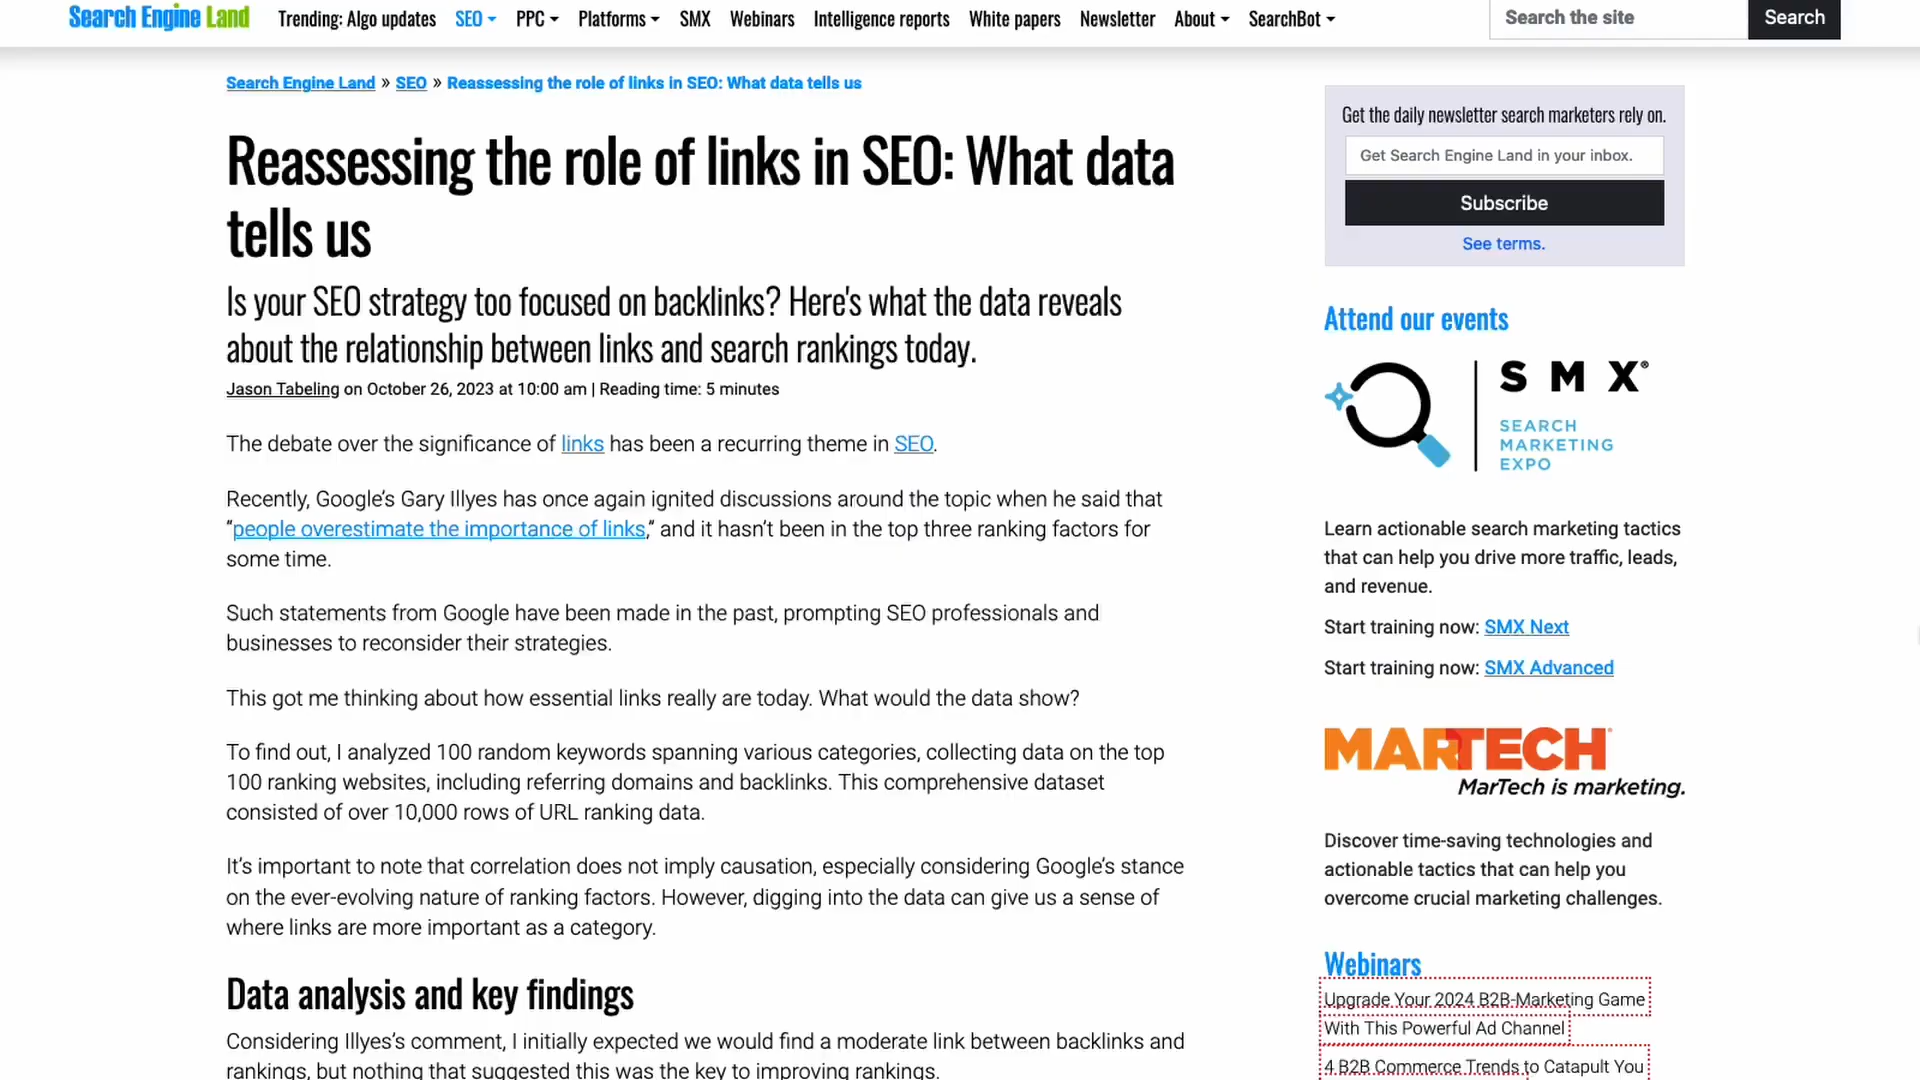 Search Engine Land
Trending: Algo updates SEO PPC Platforms SMX Webinars Intelligence reports White papers Newsletter About SearchBot
Search the site
Search
Search Engine Land » SEO » Reassessing the role of links in SEO: What data tells us
Reassessing the role of links in SEO: What data
tells us
Is your SEO strategy too focused on backlinks? Here's what the data reveals
about the relationship between links and search rankings today.
Jason Tabeling on October 26, 2023 at 10:00 am | Reading time: 5 minutes
The debate over the significance of links has been a recurring theme in SEO.
Recently, Google’s Gary Illyes has once again ignited discussions around the topic when he said that
“people overestimate the importance of links,“ and it hasn’t been in the top three ranking factors for
some time.
Such statements from Google have been made in the past, prompting SEO professionals and
businesses to reconsider their strategies.
This got me thinking about how essential links really are today. What would the data show?
To find out, I analyzed 100 random keywords spanning various categories, collecting data on the top
100 ranking websites, including referring domains and backlinks. This comprehensive dataset
consisted of over 10,000 rows of URL ranking data.
It’s important to note that correlation does not imply causation, especially considering Google’s stance
on the ever-evolving nature of ranking factors. However, digging into the data can give us a sense of
where links are more important as a category.
Data analysis and key findings
Considering Illyes’s comment, I initially expected we would find a moderate link between backlinks and
rankings, but nothing that suggested this was the key to improving rankings.
Get the daily newsletter search marketers rely on.
Get Search Engine Land in your inbox.
Subscribe
See terms.
Attend our events
SMX®
SEARCH
MARKETING
EXPO
Learn actionable search marketing tactics
that can help you drive more traffic, leads,
and revenue.
Start training now: SMX Next
Start training now: SMX Advanced
MARTECH
MarTech is marketing.
Discover time-saving technologies and
actionable tactics that can help you
overcome crucial marketing challenges.
Webinars
Upgrade Your 2024 B2B-Marketing Game
With This Powerful Ad Channel
4 B2B Commerce Trends to Catapult You